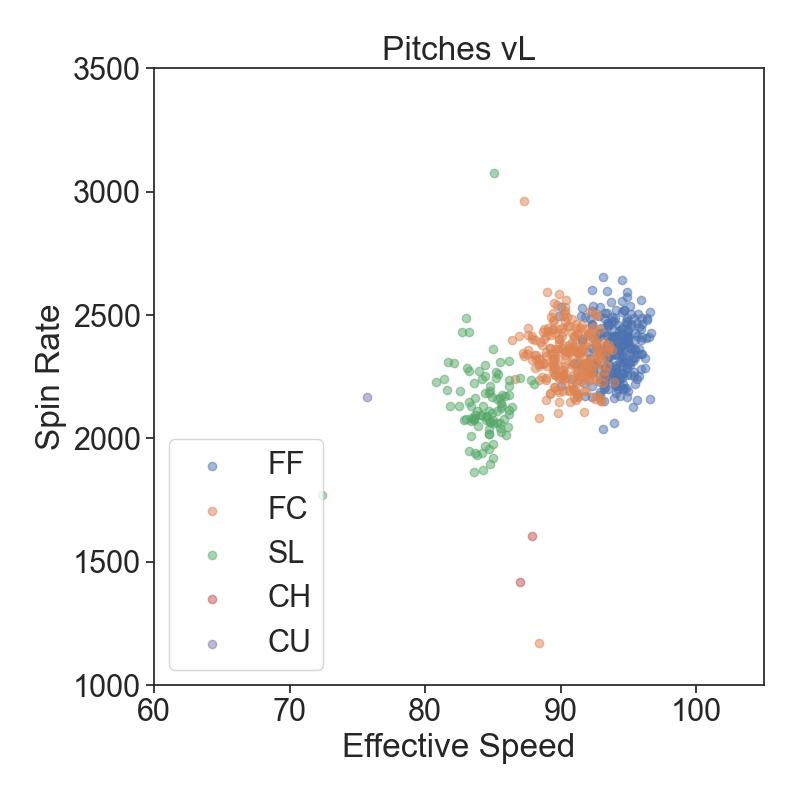 Pitches vL
3500
3000
2500
2000
1500
1000
Spin Rate
FF
FC
SL
CH
CU
60 70 80 90 100
Effective Speed